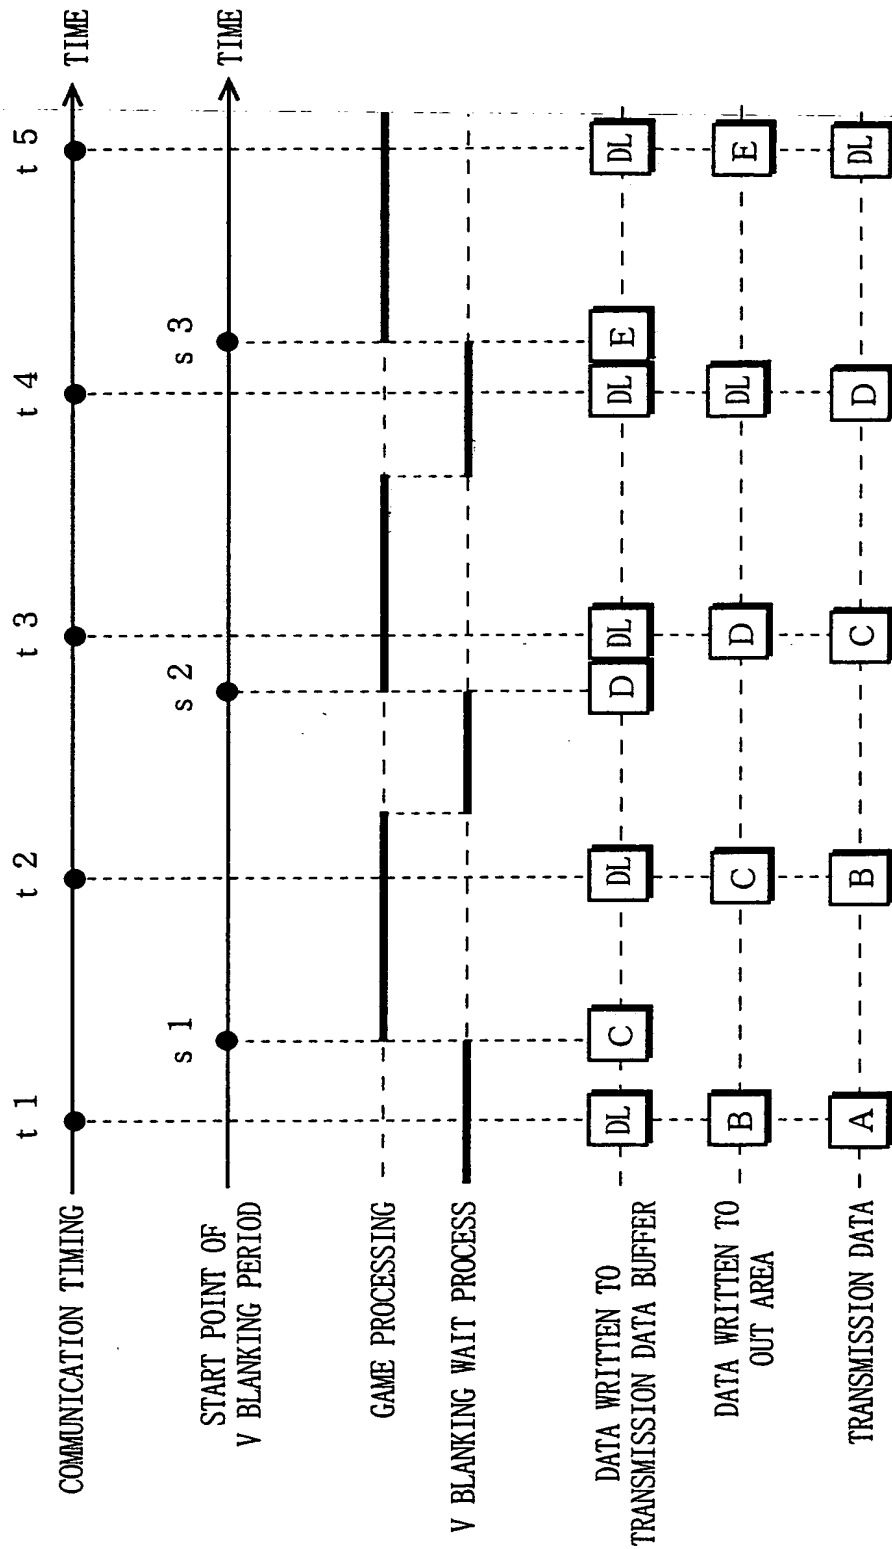 t 1
t 2
t 3
t 4
t 5
COMMUNICATION TIMING
TIME
s 1
s 2
s 3
START POINT OF
V BLANKING PERIOD
TIME
GAME PROCESSING
V BLANKING WAIT PROCESS
DATA WRITTEN TO
TRANSMISSION DATA BUFFER
DL
C
DL
D
DL
DL
E
DL
DATA WRITTEN TO
OUT AREA
B
C
D
DL
E
TRANSMISSION DATA
A
B
C
D
DL